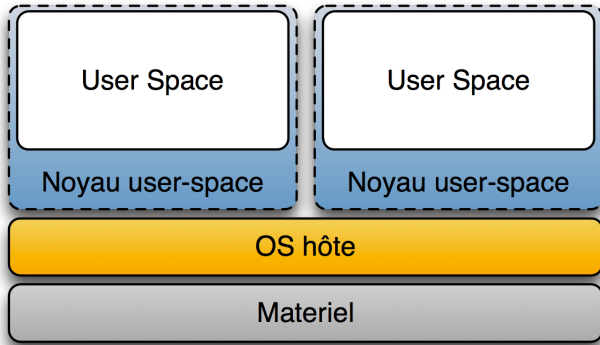 User Space
User Space
Noyau user-space
Noyau user-space
OS hôte
Materiel